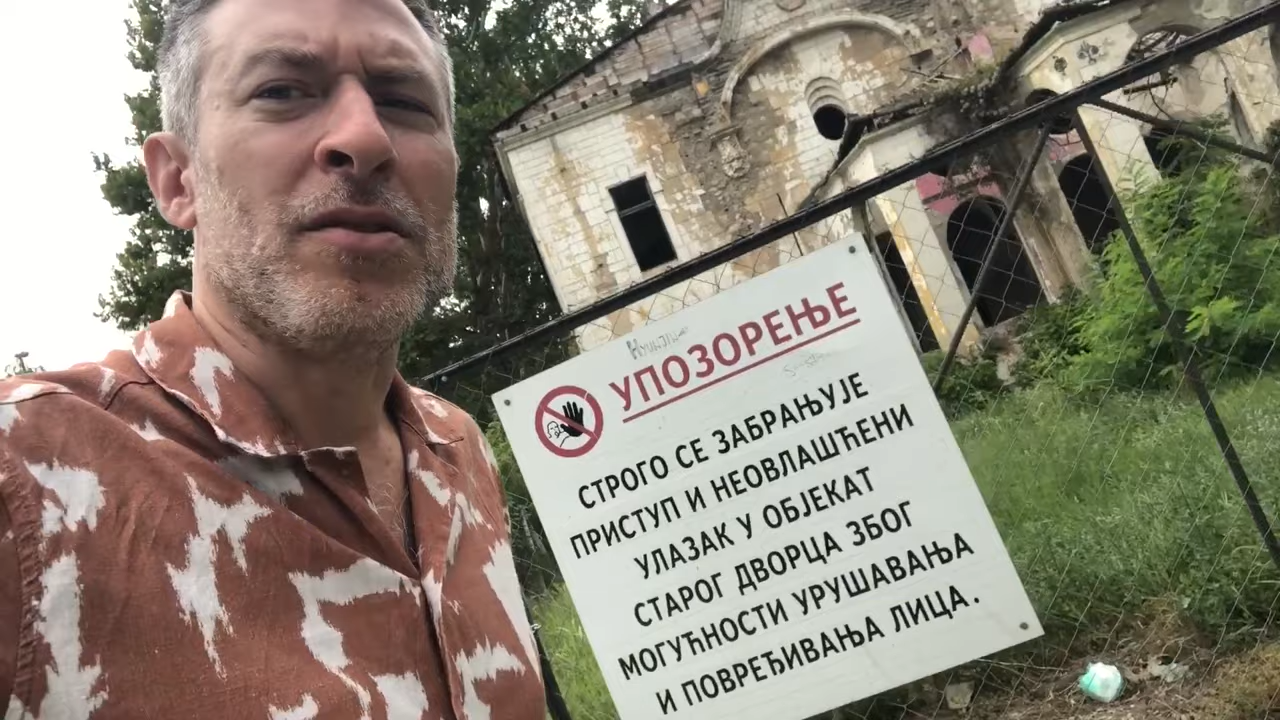 УПОЗОРЕЊЕ
СТРОГО СЕ ЗАБРАЊУЈЕ
ПРИСТУП И НЕОВЛАШЋЕНИ
УЛАЗАК У ОБЈЕКАТ
СТАРОГ ДВОРЦА ЗБОГ
МОГУЋНОСТИ УРУШАВАЊА
И ПОВРЕЂИВАЊА ЛИЦА.